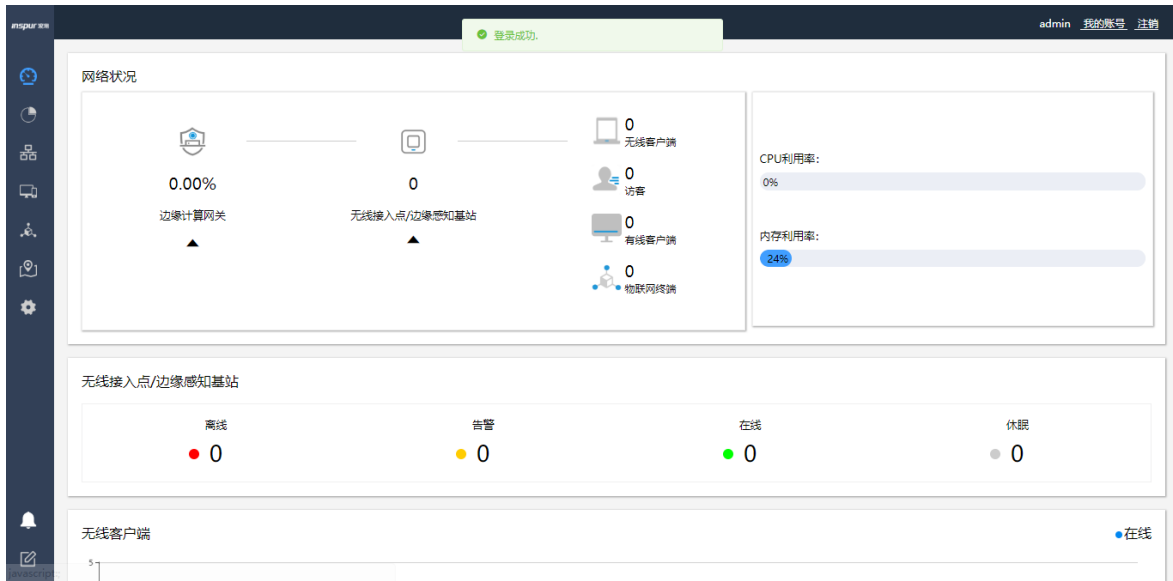 inspur 浪潮
admin 我的账号 注销
登录成功.
网络状况
0
无线客户端
0
访客
0
有线客户端
0
物联网终端
0.00%
边缘计算网关
0
无线接入点/边缘感知基站
CPU利用率:
0%
内存利用率:
24%
无线接入点/边缘感知基站
离线 告警 在线 休眠
0 0 0 0
无线客户端 在线
5
javascript: